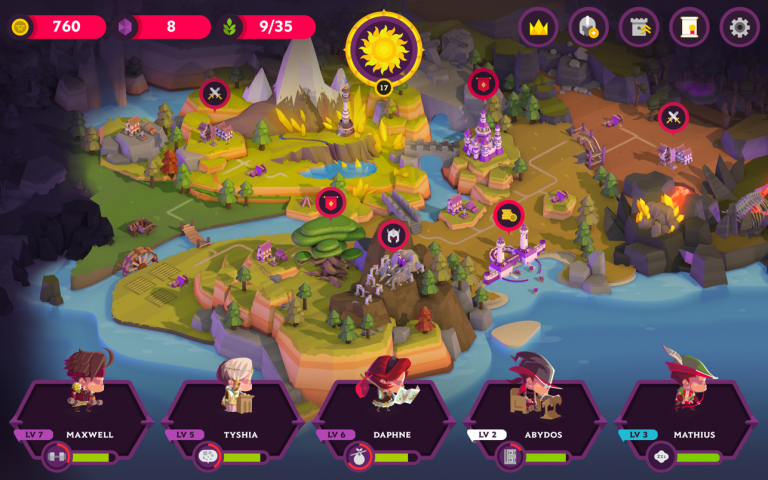 760
8
9/35
17
LV 7 MAXWELL
LV 5 TYSHIA
LV 6 DAPHNE
LV 2 ABYDOS
LV 3 MATHIUS